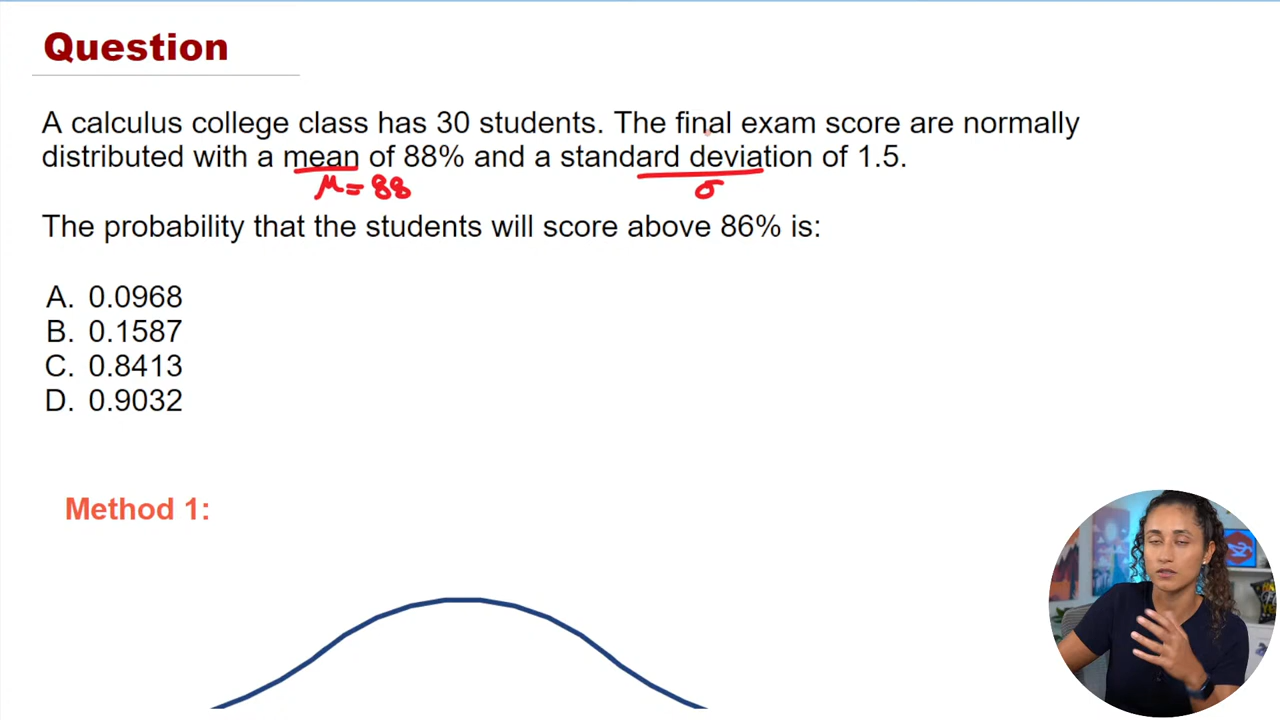 Question
A calculus college class has 30 students. The final exam score are normally
distributed with a mean of 88% and a standard deviation of 1.5.
μ = 88 σ
The probability that the students will score above 86% is:
A. 0.0968
B. 0.1587
C. 0.8413
D. 0.9032
Method 1: